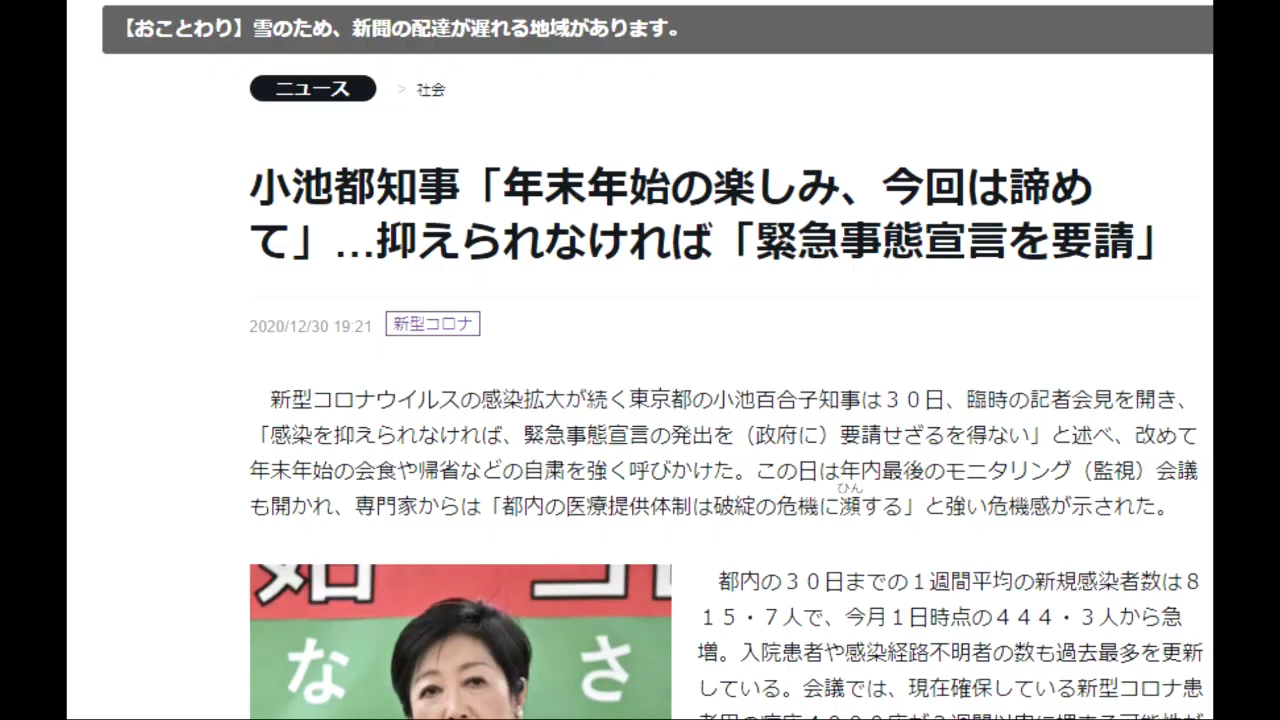 【おことわり】雪のため、新聞の配達が遅れる地域があります。
ニュース > 社会
小池都知事「年末年始の楽しみ、今回は諦め
て」…抑えられなければ「緊急事態宣言を要請」
2020/12/30 19:21 新型コロナ
新型コロナウイルスの感染拡大が続く東京都の小池百合子知事は３０日、臨時の記者会見を開き、
「感染を抑えられなければ、緊急事態宣言の発出を（政府に）要請せざるを得ない」と述べ、改めて
年末年始の会食や帰省などの自粛を強く呼びかけた。この日は年内最後のモニタリング（監視）会議
ひん
も開かれ、専門家からは「都内の医療提供体制は破綻の危機に瀕する」と強い危機感が示された。
都内の３０日までの１週間平均の新規感染者数は８
１５・７人で、今月１日時点の４４４・３人から急
増。入院患者や感染経路不明者の数も過去最多を更新
している。会議では、現在確保している新型コロナ患
な さ